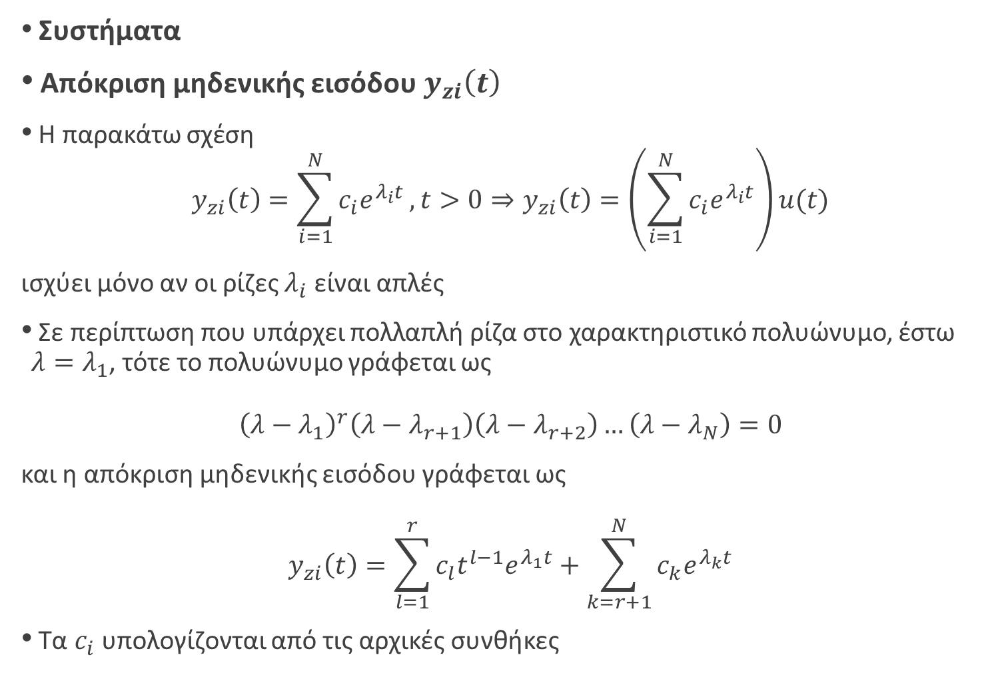 • Συστήματα
• Απόκριση μηδενικής εισόδου $y_{zi}(t)$
• Η παρακάτω σχέση
$y_{zi}(t) = \sum_{i=1}^{N} c_i e^{\lambda_i t}, t > 0 \Rightarrow y_{zi}(t) = \left( \sum_{i=1}^{N} c_i e^{\lambda_i t} \right) u(t)$
ισχύει μόνο αν οι ρίζες $\lambda_i$ είναι απλές
• Σε περίπτωση που υπάρχει πολλαπλή ρίζα στο χαρακτηριστικό πολυώνυμο, έστω
$\lambda = \lambda_1$, τότε το πολυώνυμο γράφεται ως
$(\lambda - \lambda_1)^r (\lambda - \lambda_{r+1})(\lambda - \lambda_{r+2}) \dots (\lambda - \lambda_N) = 0$
και η απόκριση μηδενικής εισόδου γράφεται ως
$y_{zi}(t) = \sum_{l=1}^{r} c_l t^{l-1} e^{\lambda_1 t} + \sum_{k=r+1}^{N} c_k e^{\lambda_k t}$
• Τα $c_i$ υπολογίζονται από τις αρχικές συνθήκες